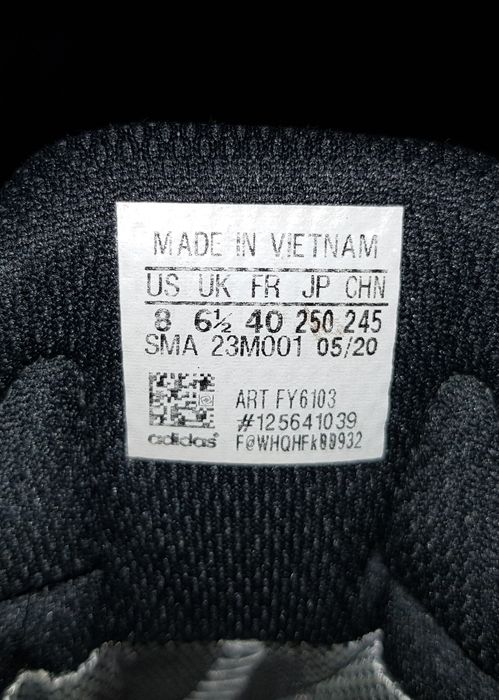 MADE IN VIETNAM
US UK FR JP CHN
8 6½ 40 250 245
SMA 23M001 05/20
ART FY6103
#125641039
adidas